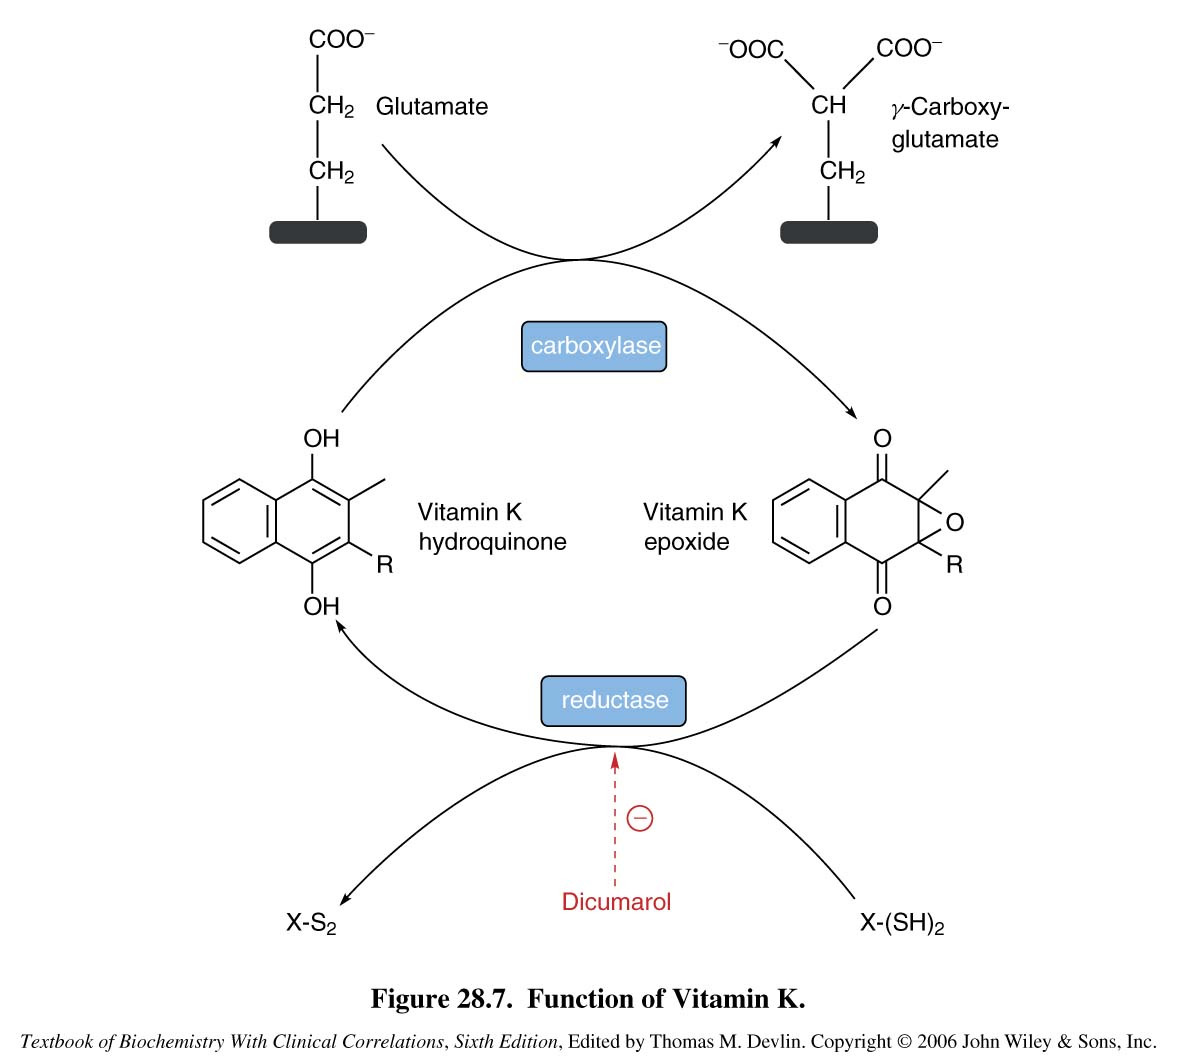 COO⁻
⁻OOC COO⁻
CH₂ Glutamate
CH γ-Carboxy-
glutamate
CH₂
CH₂
carboxylase
OH
O
Vitamin K
hydroquinone
Vitamin K
epoxide
O
R
R
OH
O
reductase
⊖
Dicumarol
X-S₂
X-(SH)₂
Figure 28.7. Function of Vitamin K.
Textbook of Biochemistry With Clinical Correlations, Sixth Edition, Edited by Thomas M. Devlin. Copyright © 2006 John Wiley & Sons, Inc.